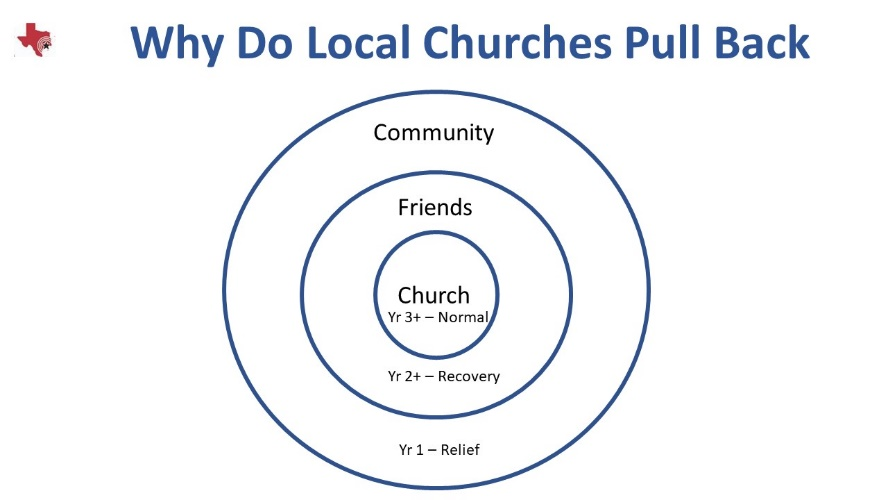 Why Do Local Churches Pull Back
Community
Friends
Church
Yr 3+ – Normal
Yr 2+ – Recovery
Yr 1 – Relief